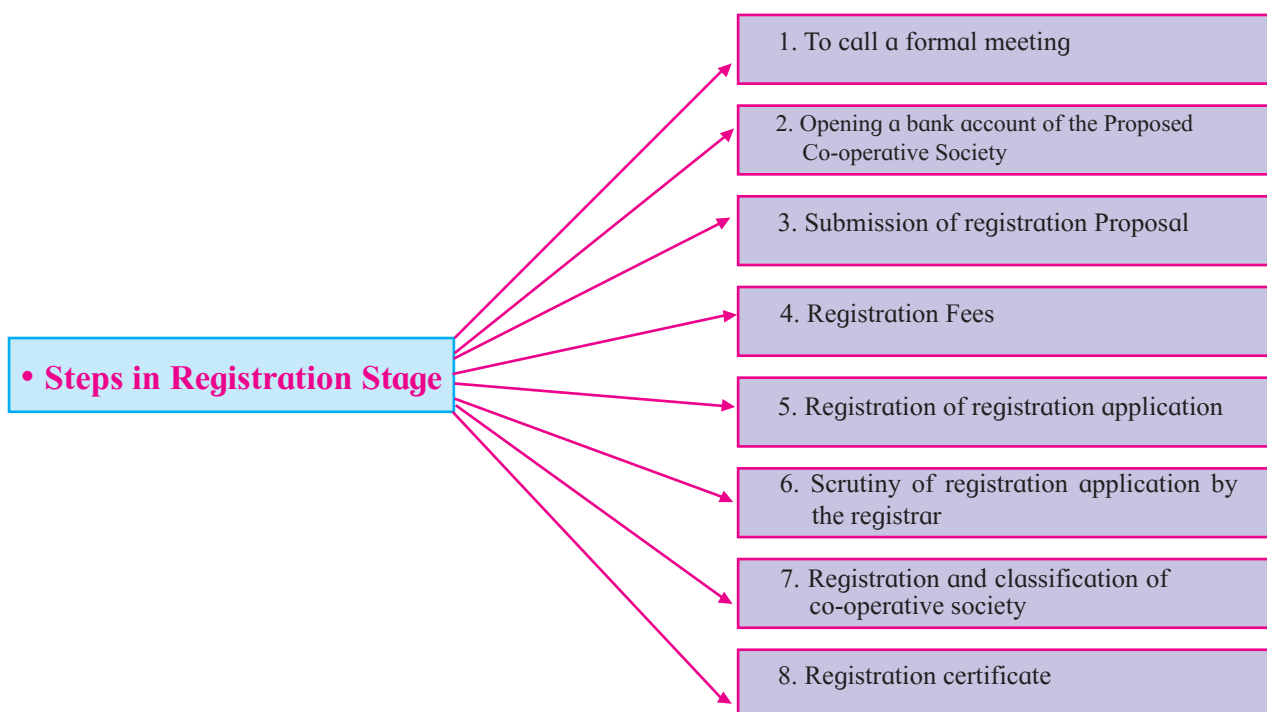 1. To call a formal meeting
2. Opening a bank account of the Proposed
Co-operative Society
3. Submission of registration Proposal
4. Registration Fees
• Steps in Registration Stage
5. Registration of registration application
6. Scrutiny of registration application by
the registrar
7. Registration and classification of
co-operative society
8. Registration certificate